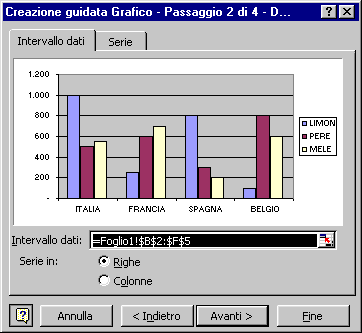 Creazione guidata Grafico - Passaggio 2 di 4 - D...
Intervallo dati
Serie
1.200
1.000
800
600
400
200
-
ITALIA
FRANCIA
SPAGNA
BELGIO
LIMON
PERE
MELE
Intervallo dati:
=Foglio1!$B$2:$F$5
Serie in:
Righe
Colonne
?
Annulla
< Indietro
Avanti >
Fine